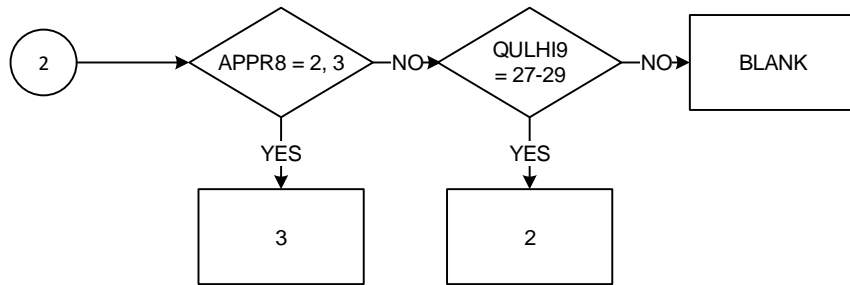 2
APPR8 = 2, 3
NO
QULHI9
= 27-29
NO
BLANK
YES
YES
3
2